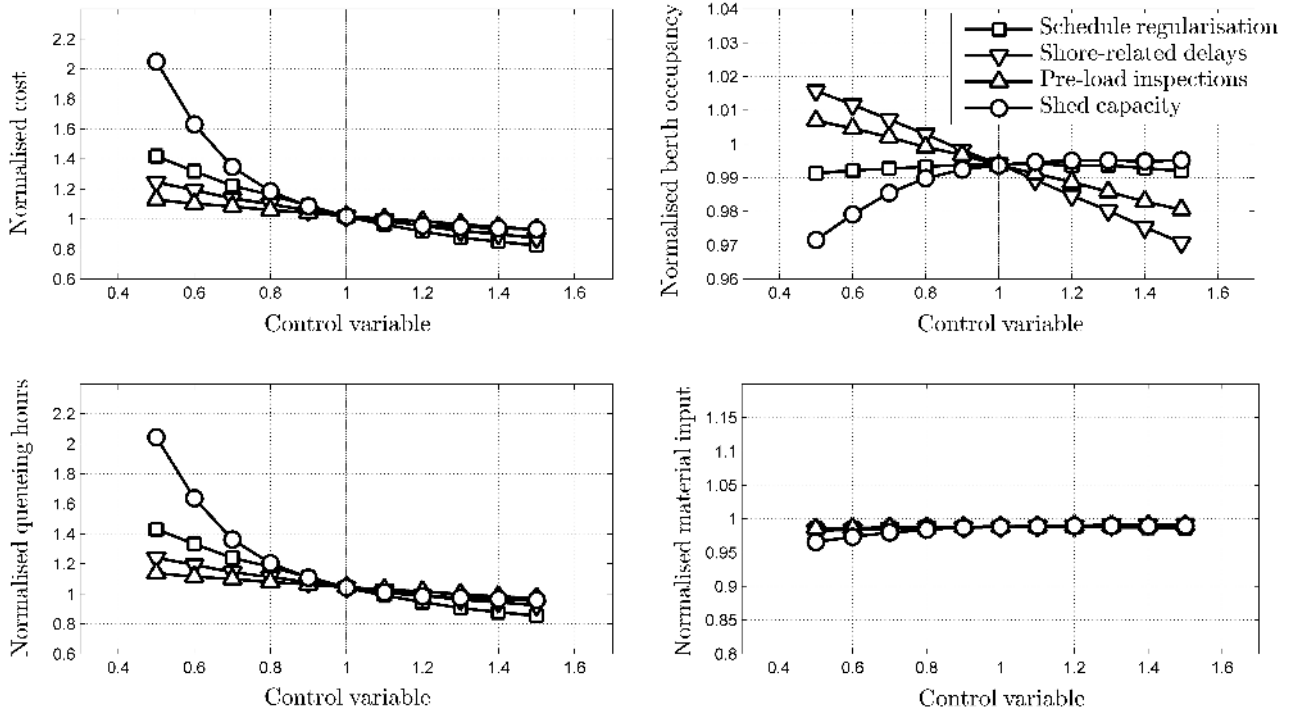 Normalised cost
2.2
2
1.8
1.6
1.4
1.2
1
0.8
0.6
0.4 0.6 0.8 1 1.2 1.4 1.6
Control variable
Normalised berth occupancy
1.04
1.03
1.02
1.01
1
0.99
0.98
0.97
0.96
0.4 0.6 0.8 1 1.2 1.4 1.6
Control variable
Schedule regularisation
Shore-related delays
Pre-load inspections
Shed capacity
Normalised queueing hours
2.2
2
1.8
1.6
1.4
1.2
1
0.8
0.6
0.4 0.6 0.8 1 1.2 1.4 1.6
Control variable
Normalised material input
1.15
1.1
1.05
1
0.95
0.9
0.85
0.8
0.4 0.6 0.8 1 1.2 1.4 1.6
Control variable